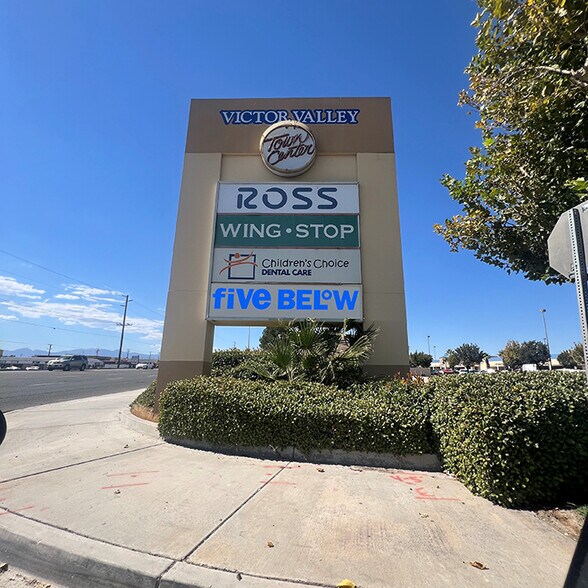 VICTOR VALLEY
Town
Center
ROSS
WING • STOP
Children's Choice
DENTAL CARE
five BELOW